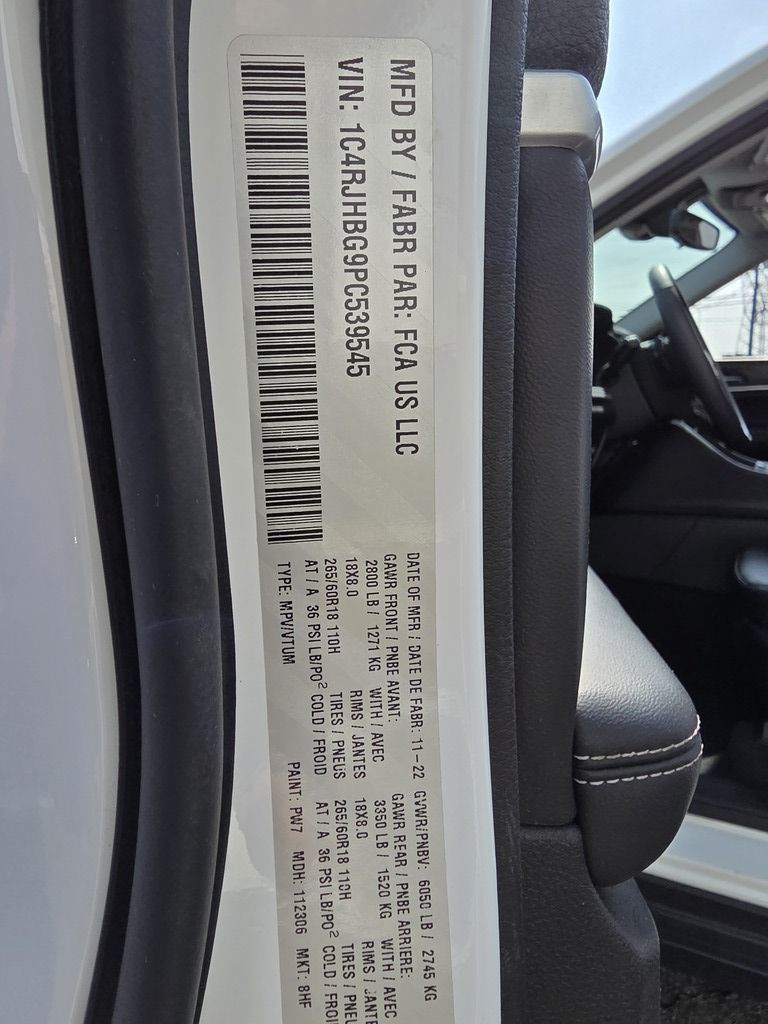 MFD BY / FABR PAR: FCA US LLC
VIN: 1C4RJHBG9PC539545
DATE OF MFR / DATE DE FABR: 11-22 GVWR/PNBV: 6050 LB / 2745 KG
GAWR FRONT / PNBE AVANT: GAWR REAR / PNBE ARRIERE:
2800 LB / 1271 KG WITH / AVEC 3350 LB / 1520 KG WITH / AVEC
18X8.0 RIMS / JANTES 18X8.0 RIMS / JANTE
265/60R18 110H TIRES / PNEUS 265/60R18 110H TIRES / PNEU
AT / A 36 PSI LB/PO² COLD / FROID AT / A 36 PSI LB/PO² COLD / FROI
TYPE: MPV/VTUM PAINT: PW7 MDH: 112306 MKT: 8HF